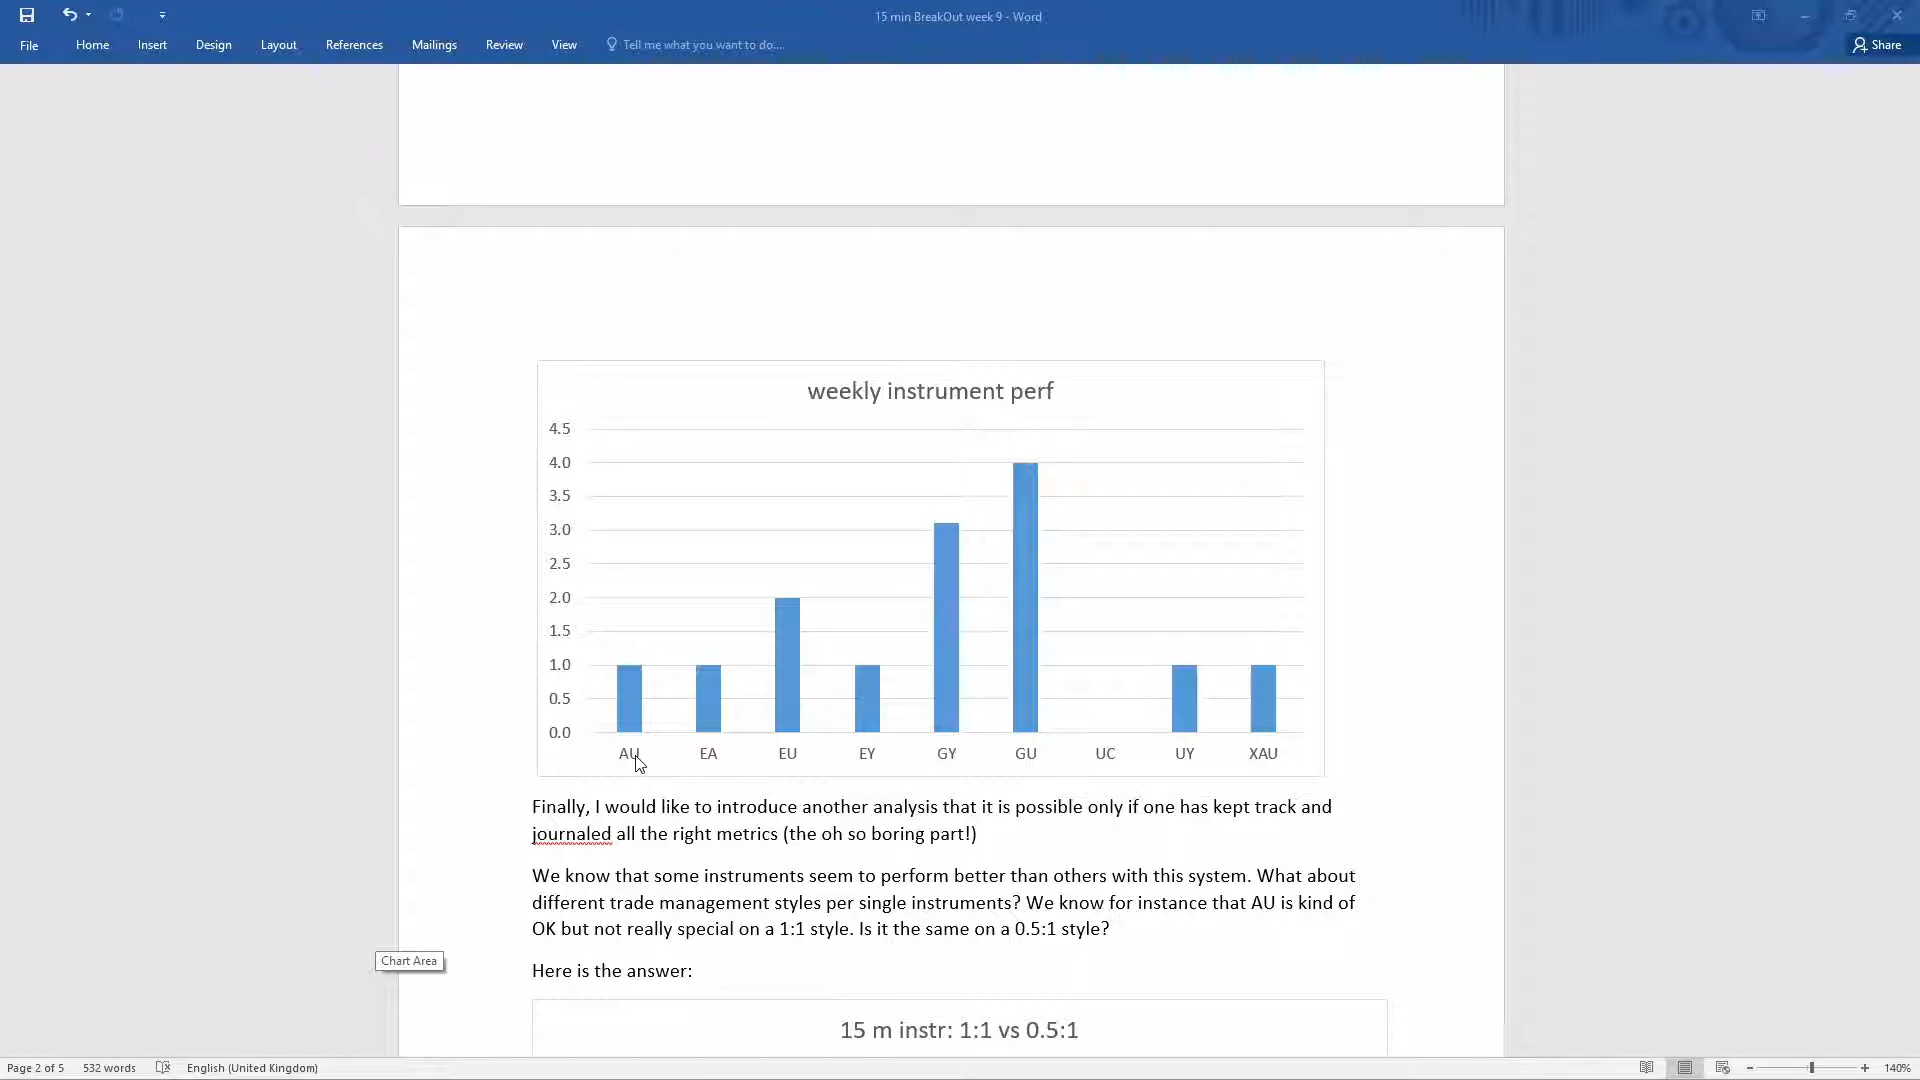 15 min BreakOut week 9 - Word
File Home Insert Design Layout References Mailings Review View Tell me what you want to do.... Share
weekly instrument perf
4.5
4.0
3.5
3.0
2.5
2.0
1.5
1.0
0.5
0.0
AU EA EU EY GY GU UC UY XAU
Finally, I would like to introduce another analysis that it is possible only if one has kept track and
journaled all the right metrics (the oh so boring part!)
We know that some instruments seem to perform better than others with this system. What about
different trade management styles per single instruments? We know for instance that AU is kind of
OK but not really special on a 1:1 style. Is it the same on a 0.5:1 style?
Chart Area
Here is the answer:
15 m instr: 1:1 vs 0.5:1
Page 2 of 5 532 words English (United Kingdom) 140%